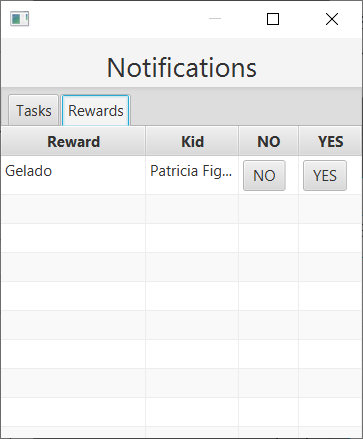 Notifications
Tasks Rewards
Reward Kid NO YES
Gelado Patricia Fig... NO YES